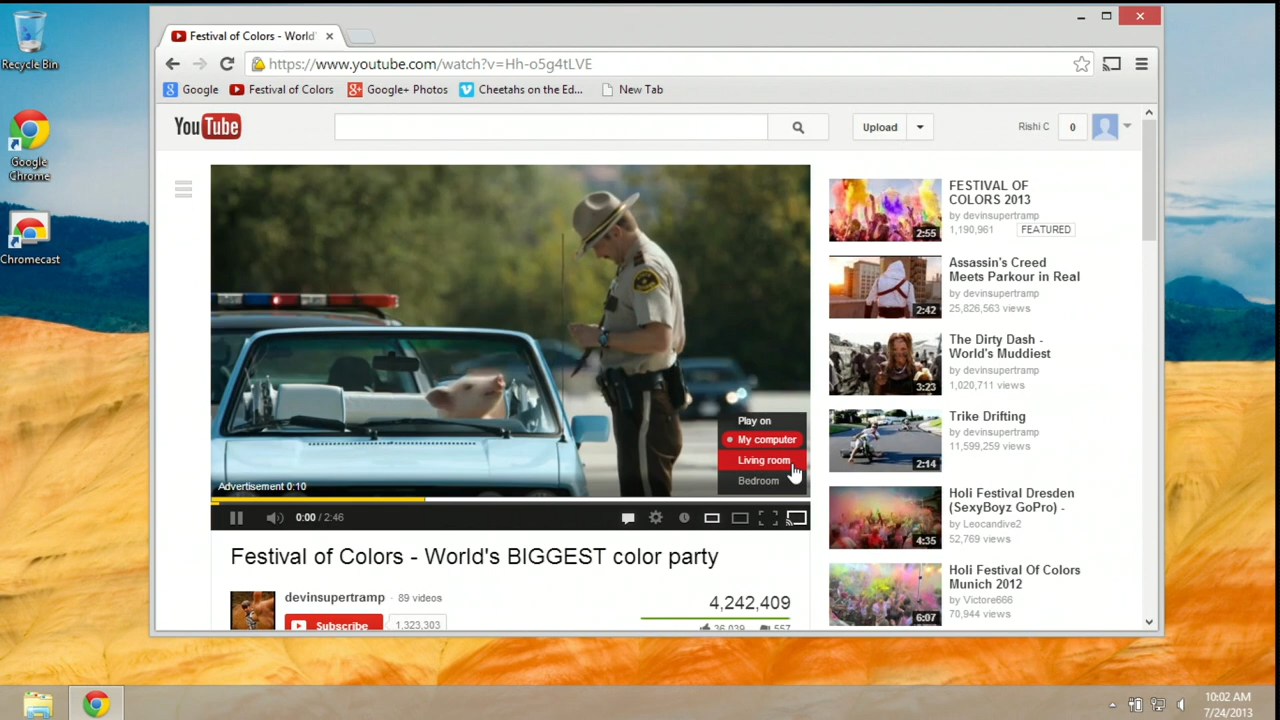 Recycle Bin
Google
Chrome
Chromecast
Festival of Colors - World'
https://www.youtube.com/watch?v=Hh-o5g4tLVE
Google
Festival of Colors
Google+ Photos
Cheetahs on the Ed...
New Tab
YouTube
Upload
Rishi C
0
Play on
My computer
Living room
Bedroom
Advertisement 0:10
0:00 / 2:46
Festival of Colors - World's BIGGEST color party
devinsupertramp · 89 videos
Subscribe 1,323,303
4,242,409
36,039 557
2:55
FESTIVAL OF
COLORS 2013
by devinsupertramp
1,190,961 FEATURED
2:42
Assassin's Creed
Meets Parkour in Real
by devinsupertramp
25,826,563 views
3:23
The Dirty Dash -
World's Muddiest
by devinsupertramp
1,020,711 views
2:14
Trike Drifting
by devinsupertramp
11,599,259 views
4:35
Holi Festival Dresden
(SexyBoyz GoPro) -
by Leocandive2
52,769 views
6:07
Holi Festival Of Colors
Munich 2012
by Victore666
70,944 views
10:02 AM
7/24/2013